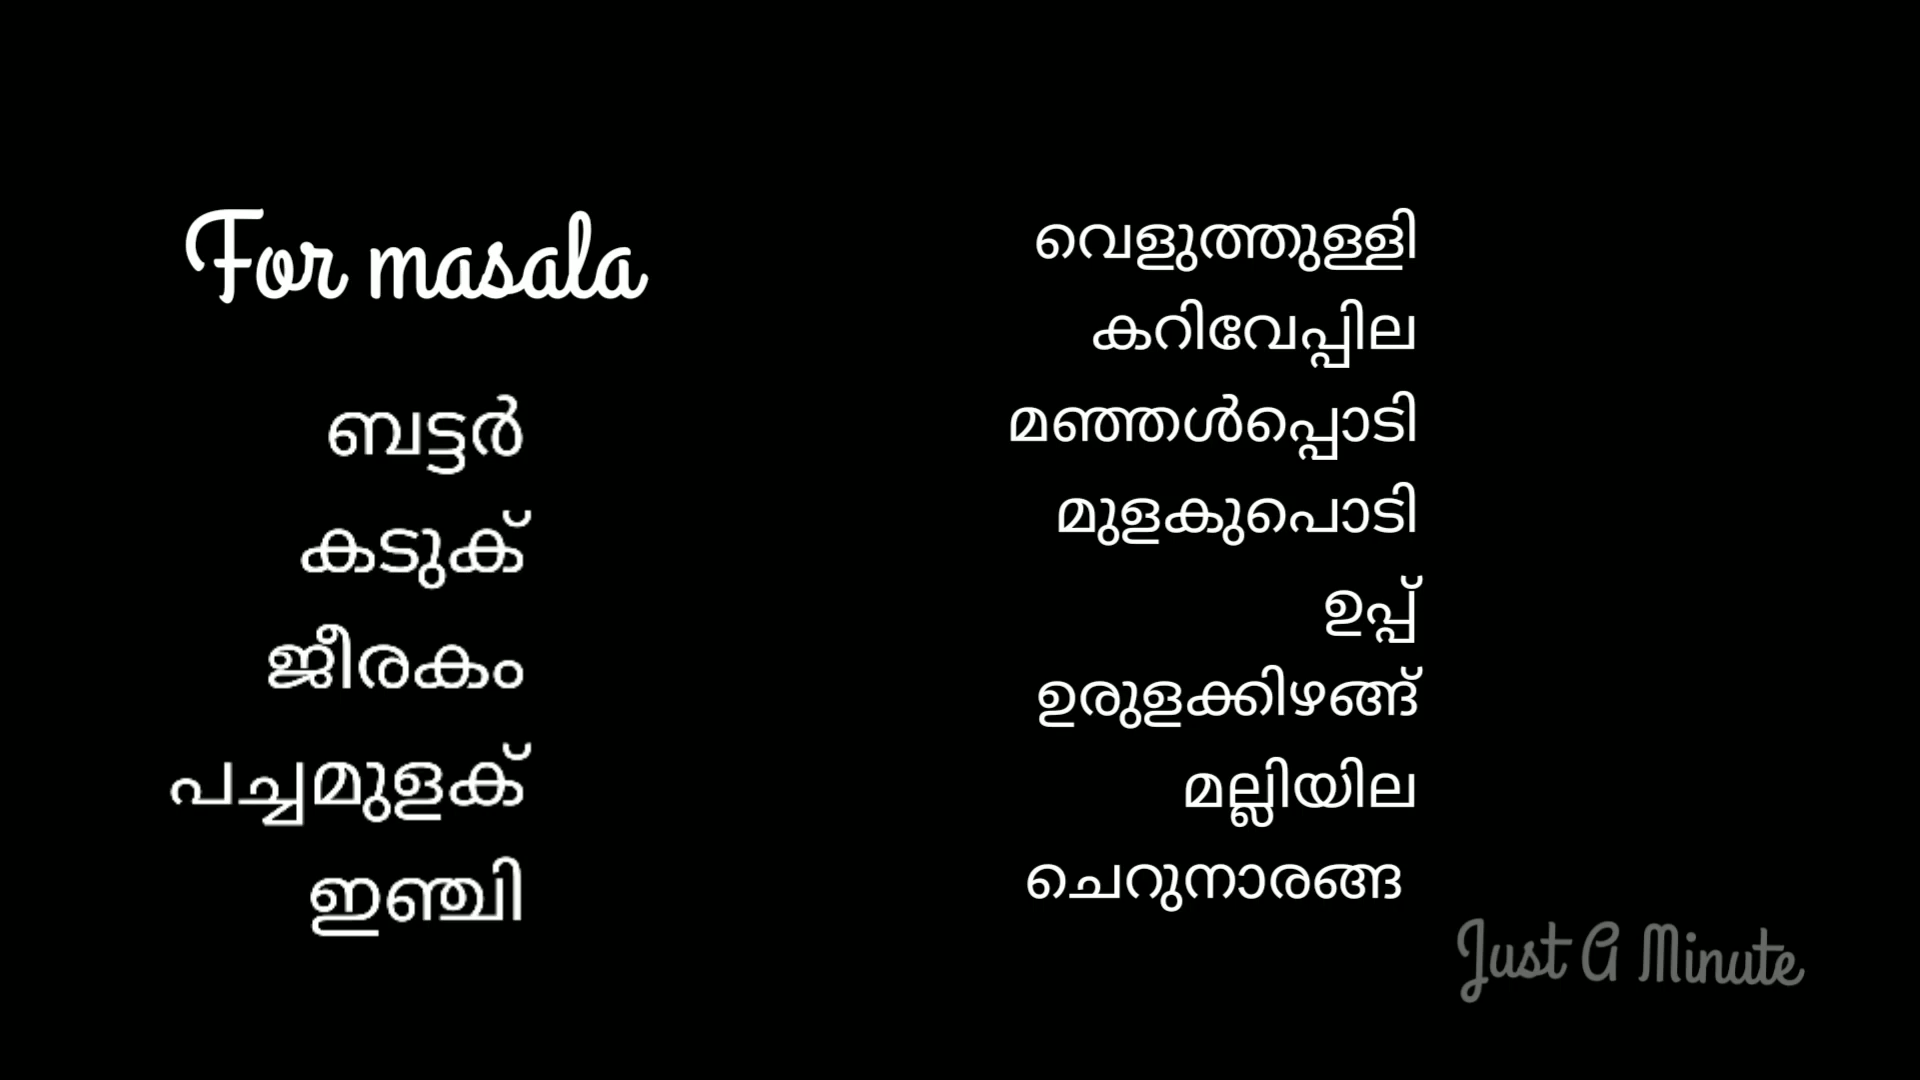 For masala
ബട്ടർ
കടുക്
ജീരകം
പച്ചമുളക്
ഇഞ്ചി
വെളുത്തുള്ളി
കറിവേപ്പില
മഞ്ഞൾപ്പൊടി
മുളകുപൊടി
ഉപ്പ്
ഉരുളക്കിഴങ്ങ്
മല്ലിയില
ചെറുനാരങ്ങ
Just A Minute